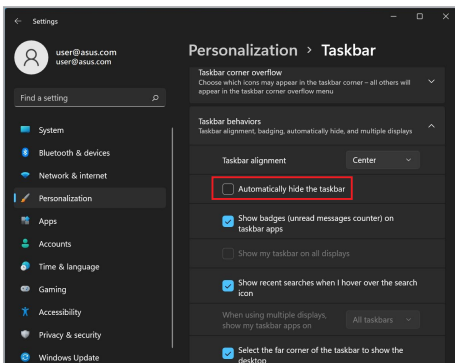 Settings
user@asus.com
user@asus.com
Find a setting
System
Bluetooth & devices
Network & internet
Personalization
Apps
Accounts
Time & language
Gaming
Accessibility
Privacy & security
Windows Update
Personalization > Taskbar
Taskbar corner overflow
Choose which icons may appear in the taskbar corner – all others will
appear in the taskbar corner overflow menu
Taskbar behaviors
Taskbar alignment, badging, automatically hide, and multiple displays
Taskbar alignment
Center
Automatically hide the taskbar
Show badges (unread messages counter) on
taskbar apps
Show my taskbar on all displays
Show recent searches when I hover over the search
icon
When using multiple displays,
show my taskbar apps on
All taskbars
Select the far corner of the taskbar to show the
desktop